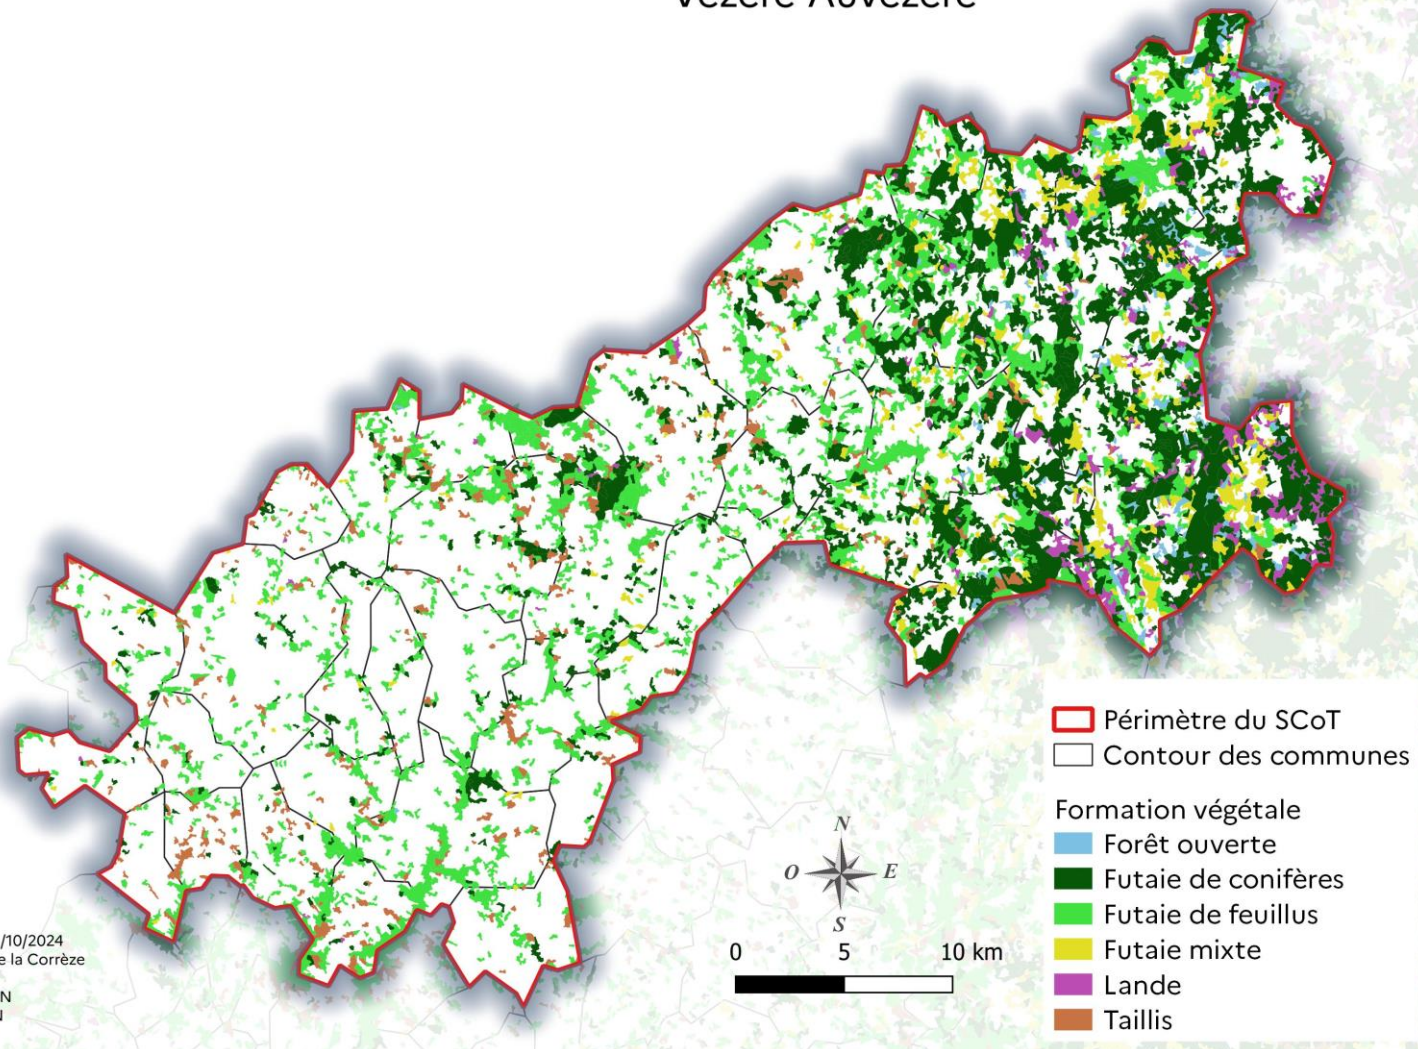 Vézère-Auvézère
Périmètre du SCoT
Contour des communes
Formation végétale
Forêt ouverte
Futaie de conifères
Futaie de feuillus
Futaie mixte
Lande
Taillis
N
O
E
S
0 5 10 km
/10/2024
e la Corrèze
N